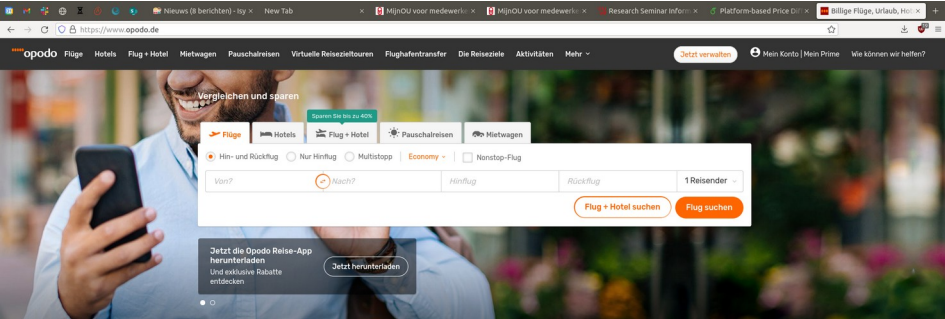 Nieuws (8 berichten) - Isy
New Tab
MijnOU voor medewerke
MijnOU voor medewerke
Research Seminar Inform
Platform-based Price Dif
Billige Flüge, Urlaub, Hot
https://www.opodo.de
opodo Flüge Hotels Flug + Hotel Mietwagen Pauschalreisen Virtuelle Reisezieltouren Flughafentransfer Die Reiseziele Aktivitäten Mehr Jetzt verwalten Mein Konto | Mein Prime Wie können wir helfen?
Vergleichen und sparen
Sparen Sie bis zu 40%
Flüge Hotels Flug + Hotel Pauschalreisen Mietwagen
Hin- und Rückflug Nur Hinflug Multistopp Economy Nonstop-Flug
Von? Nach? Hinflug Rückflug 1 Reisender
Flug + Hotel suchen Flug suchen
Jetzt die Opodo Reise-App
herunterladen
Und exklusive Rabatte
entdecken
Jetzt herunterladen